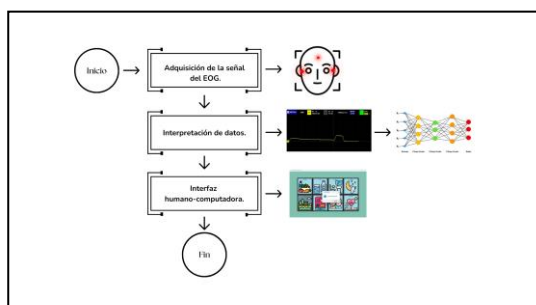 Inicio
Adquisición de la señal
del EOG.
Interpretación de datos.
Interfaz
humano-computadora.
Fin